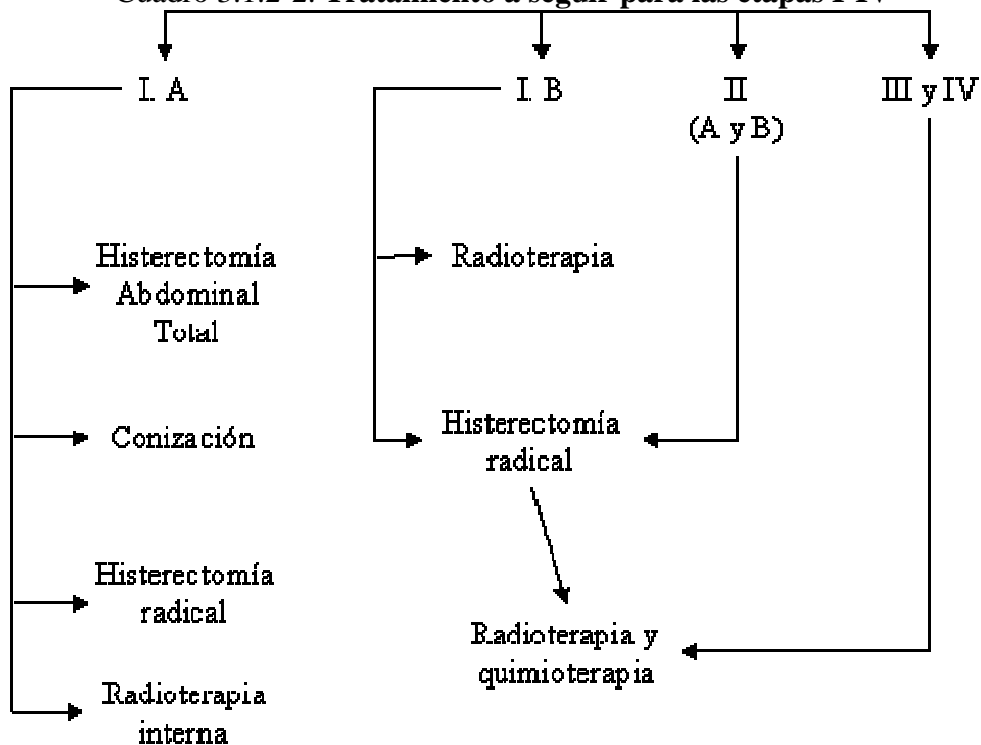 Cuadro 5.1.2-2. Tratamiento a seguir para las etapas I-IV
I. A
I. B
II
(A y B)
III y IV
Histerectomía
Abdominal
Total
Radioterapia
Conización
Histerectomía
radical
Histerectomía
radical
Radioterapia y
quimioterapia
Radioterapia
interna